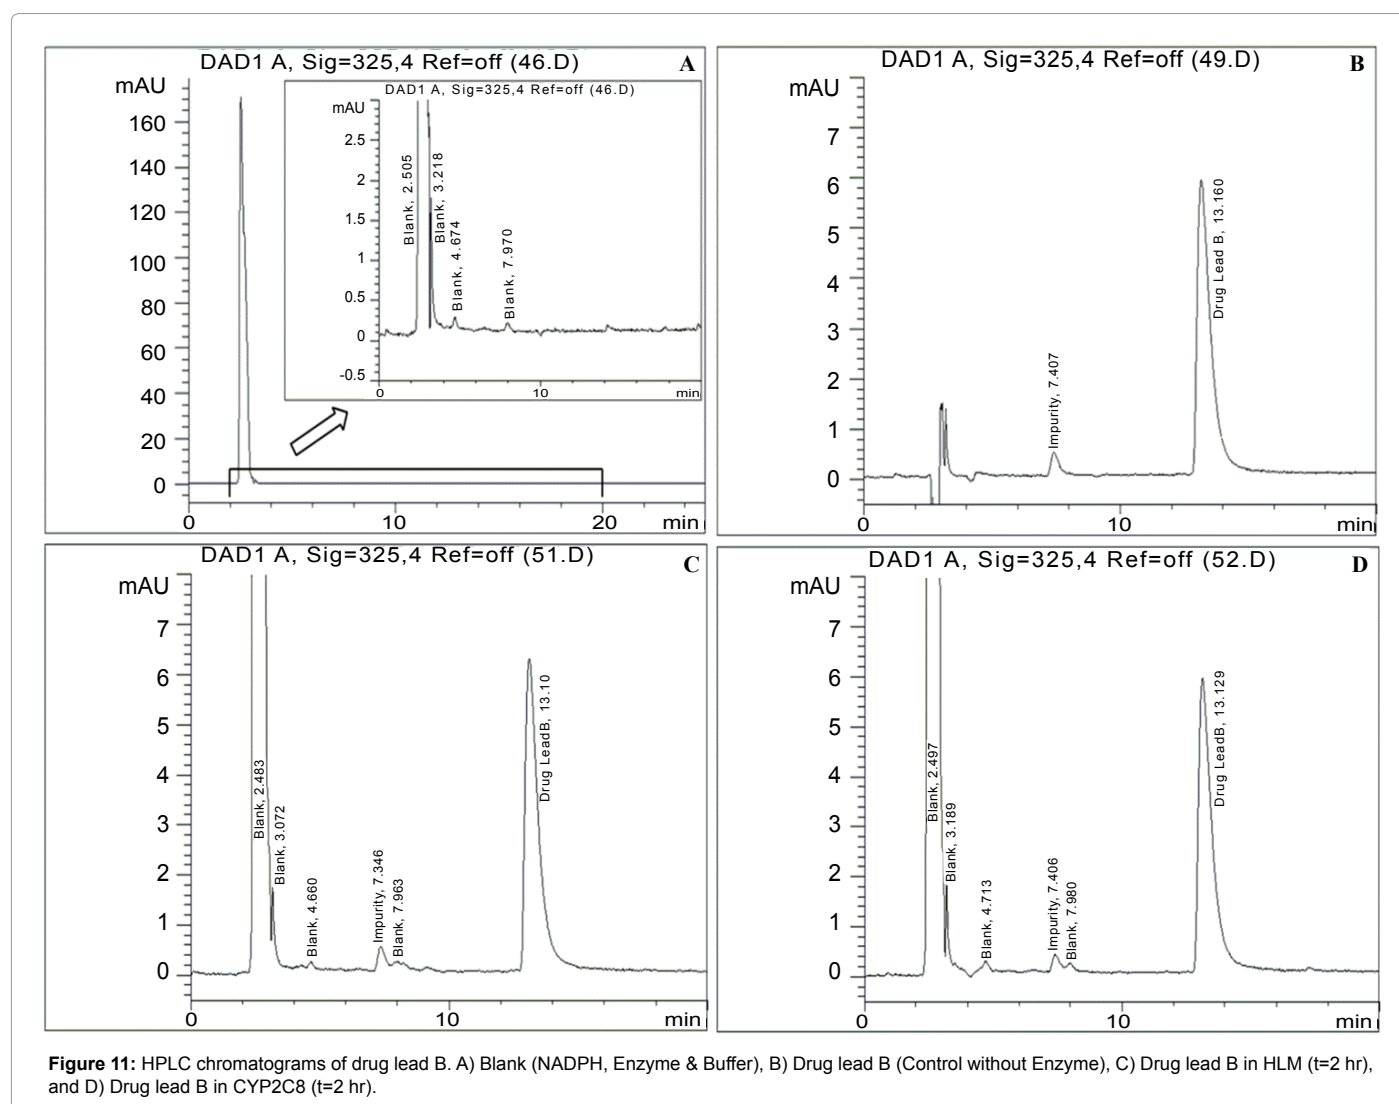 DAD1 A, Sig=325,4 Ref=off (46.D)
A
mAU
160
140
120
100
80
60
40
20
0
0
10
20
min
DAD1 A, Sig=325,4 Ref=off (46.D)
mAU
2.5
2
1.5
1
0.5
0
-0.5
0
10
min
Blank, 2.505
Blank, 3.218
Blank, 4.674
Blank, 7.970
DAD1 A, Sig=325,4 Ref=off (49.D)
B
mAU
7
6
5
4
3
2
1
0
0
10
min
Impurity, 7.407
Drug Lead B, 13.160
DAD1 A, Sig=325,4 Ref=off (51.D)
C
mAU
7
6
5
4
3
2
1
0
0
10
min
Blank, 2.483
Blank, 3.072
Blank, 4.660
Impurity, 7.346
Blank, 7.963
Drug LeadB, 13.10
DAD1 A, Sig=325,4 Ref=off (52.D)
D
mAU
7
6
5
4
3
2
1
0
0
10
min
Blank, 2.497
Blank, 3.189
Blank, 4.713
Impurity, 7.406
Blank, 7.980
Drug LeadB, 13.129
Figure 11: HPLC chromatograms of drug lead B. A) Blank (NADPH, Enzyme & Buffer), B) Drug lead B (Control without Enzyme), C) Drug lead B in HLM (t=2 hr),
and D) Drug lead B in CYP2C8 (t=2 hr).